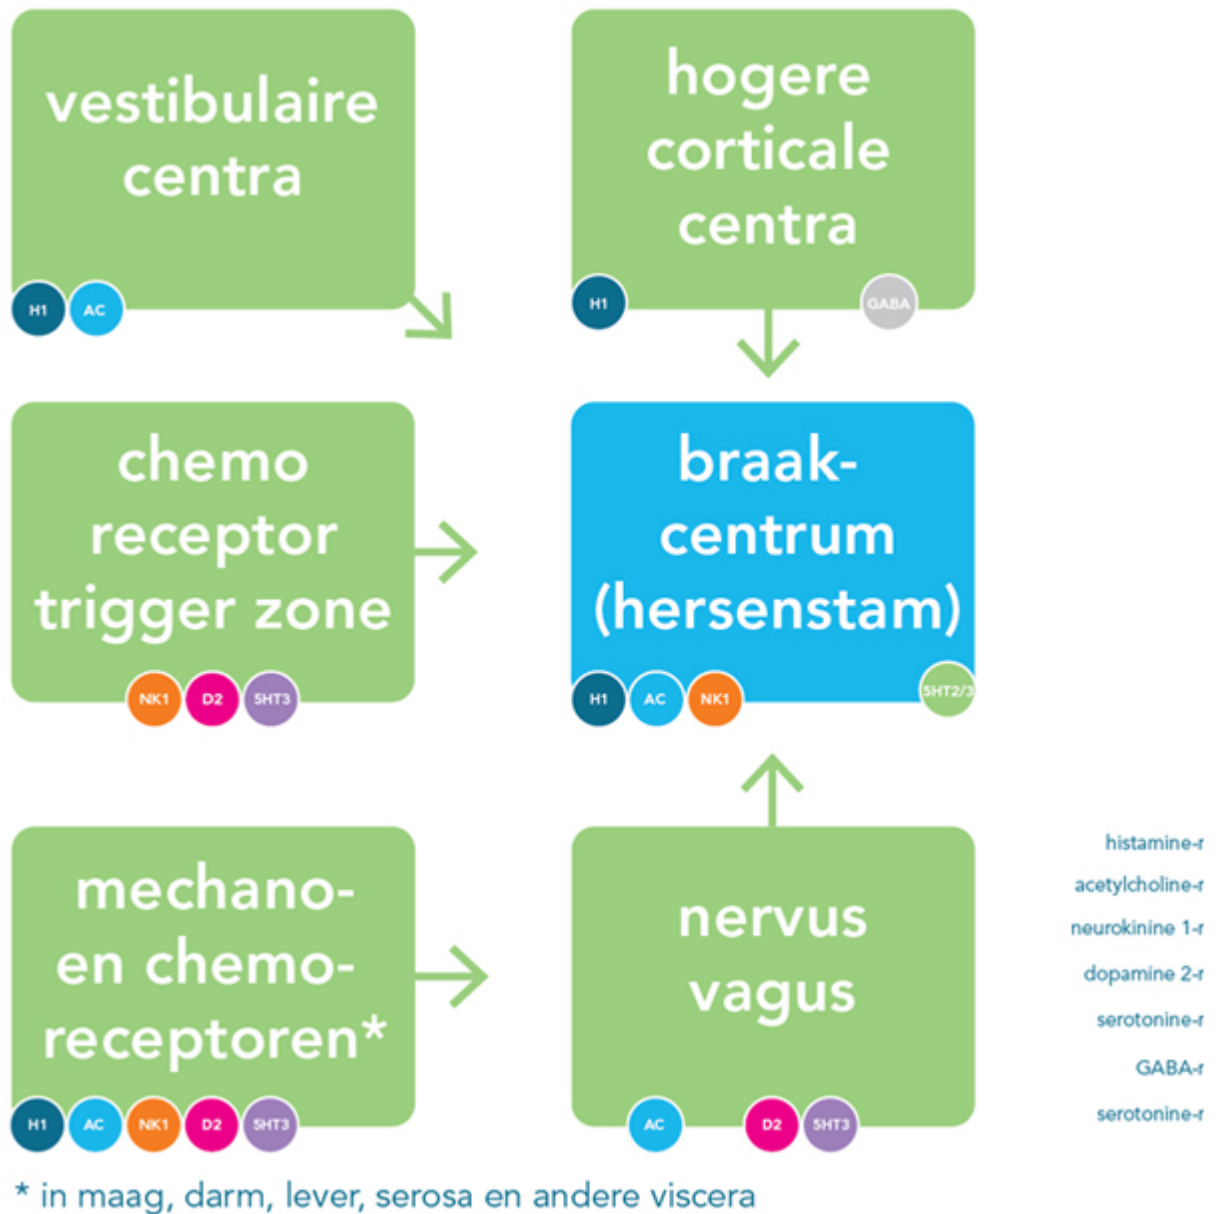 vestibulaire
centra
H1 AC
hogere
corticale
centra
H1 GABA
chemo
receptor
trigger zone
NK1 D2 5HT3
braak-
centrum
(hersenstam)
H1 AC NK1 5HT2/3
mechano-
en chemo-
receptoren*
H1 AC NK1 D2 5HT3
nervus
vagus
AC D2 5HT3
histamine-r
acetylcholine-r
neurokinine 1-r
dopamine 2-r
serotonine-r
GABA-r
serotonine-r
* in maag, darm, lever, serosa en andere viscera